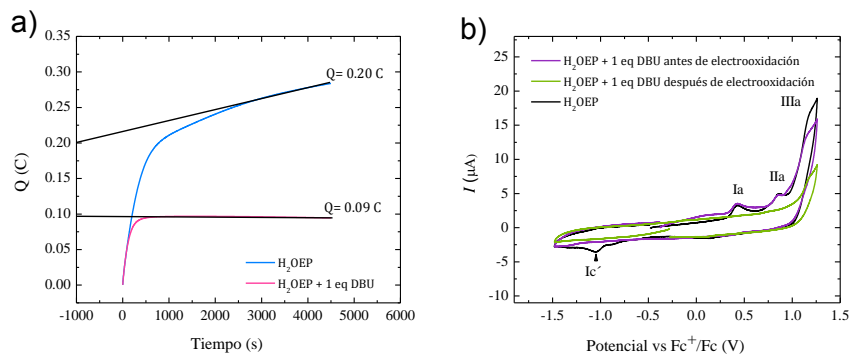 a)
Q (C)
0.35
0.30
0.25
0.20
0.15
0.10
0.05
0.00
Q= 0.20 C
Q= 0.09 C
H₂OEP
H₂OEP + 1 eq DBU
-1000 0 1000 2000 3000 4000 5000 6000
Tiempo (s)
b)
I (µA)
25
20
15
10
5
0
-5
-10
H₂OEP + 1 eq DBU antes de electrooxidación
H₂OEP + 1 eq DBU después de electrooxidación
H₂OEP
IIIa
IIa
Ia
Ic´
-1.5 -1.0 -0.5 0.0 0.5 1.0 1.5
Potencial vs Fc⁺/Fc (V)